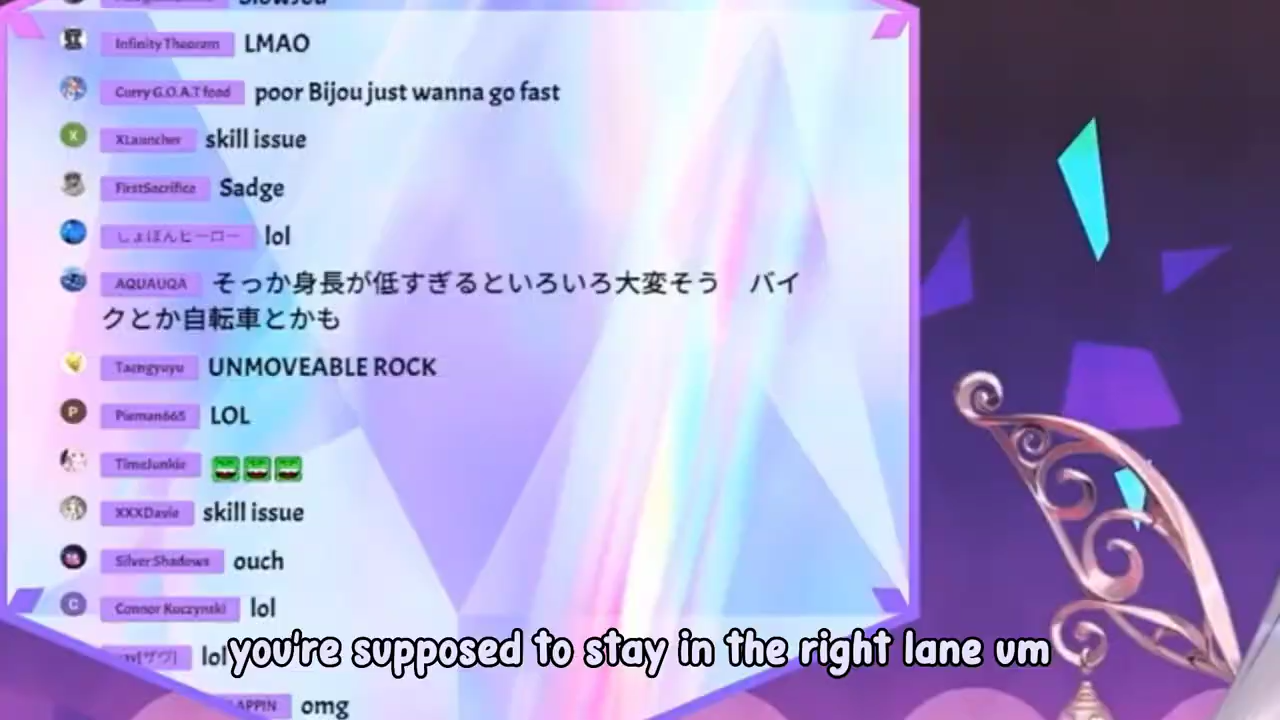 Infinity Theorem LMAO
Curry G.O.A.T food poor Bijou just wanna go fast
XLauncher skill issue
FirstSacrifice Sadge
しょぼんヒーロー lol
AQUAUQA そっか身長が低すぎるといろいろ大変そう　バイ
クとか自転車とかも
Taengyuyu UNMOVEABLE ROCK
Pieman665 LOL
TimeJunkie
XXXDavie skill issue
Silver Shadows ouch
Connor Kuczynski lol
[ザヴ] lol
you're supposed to stay in the right lane um
APPIN omg